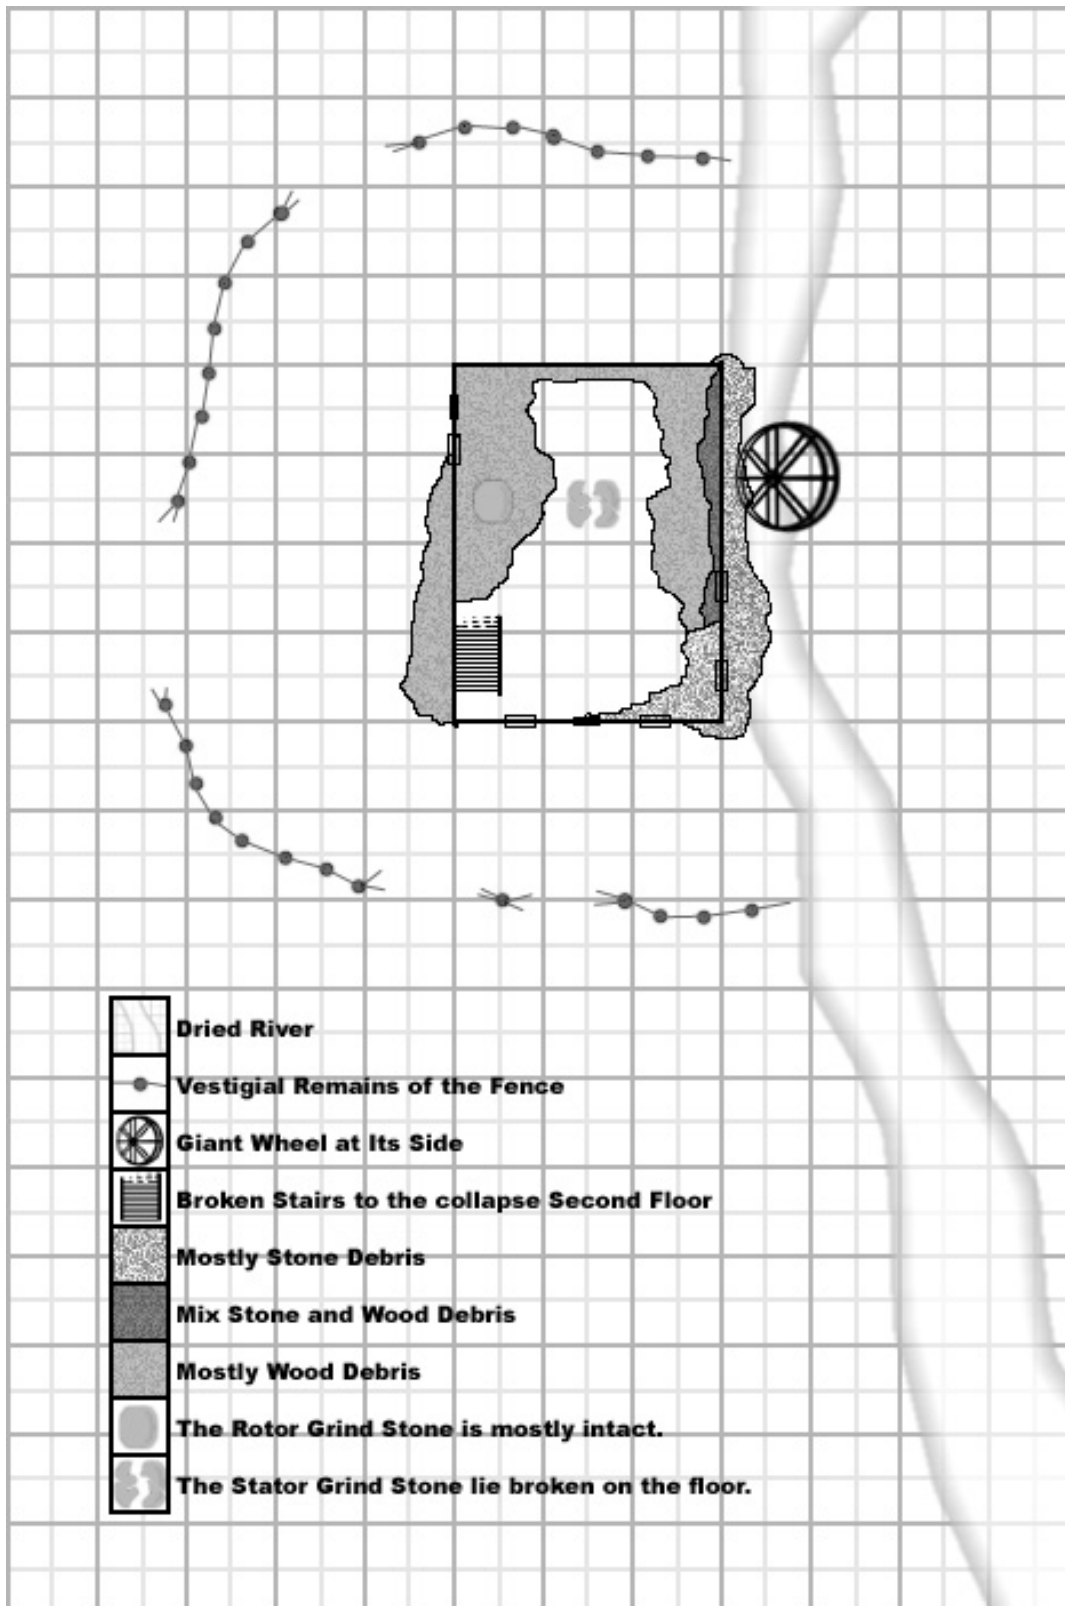 Dried River
Vestigial Remains of the Fence
Giant Wheel at Its Side
Broken Stairs to the collapse Second Floor
Mostly Stone Debris
Mix Stone and Wood Debris
Mostly Wood Debris
The Rotor Grind Stone is mostly intact.
The Stator Grind Stone lie broken on the floor.